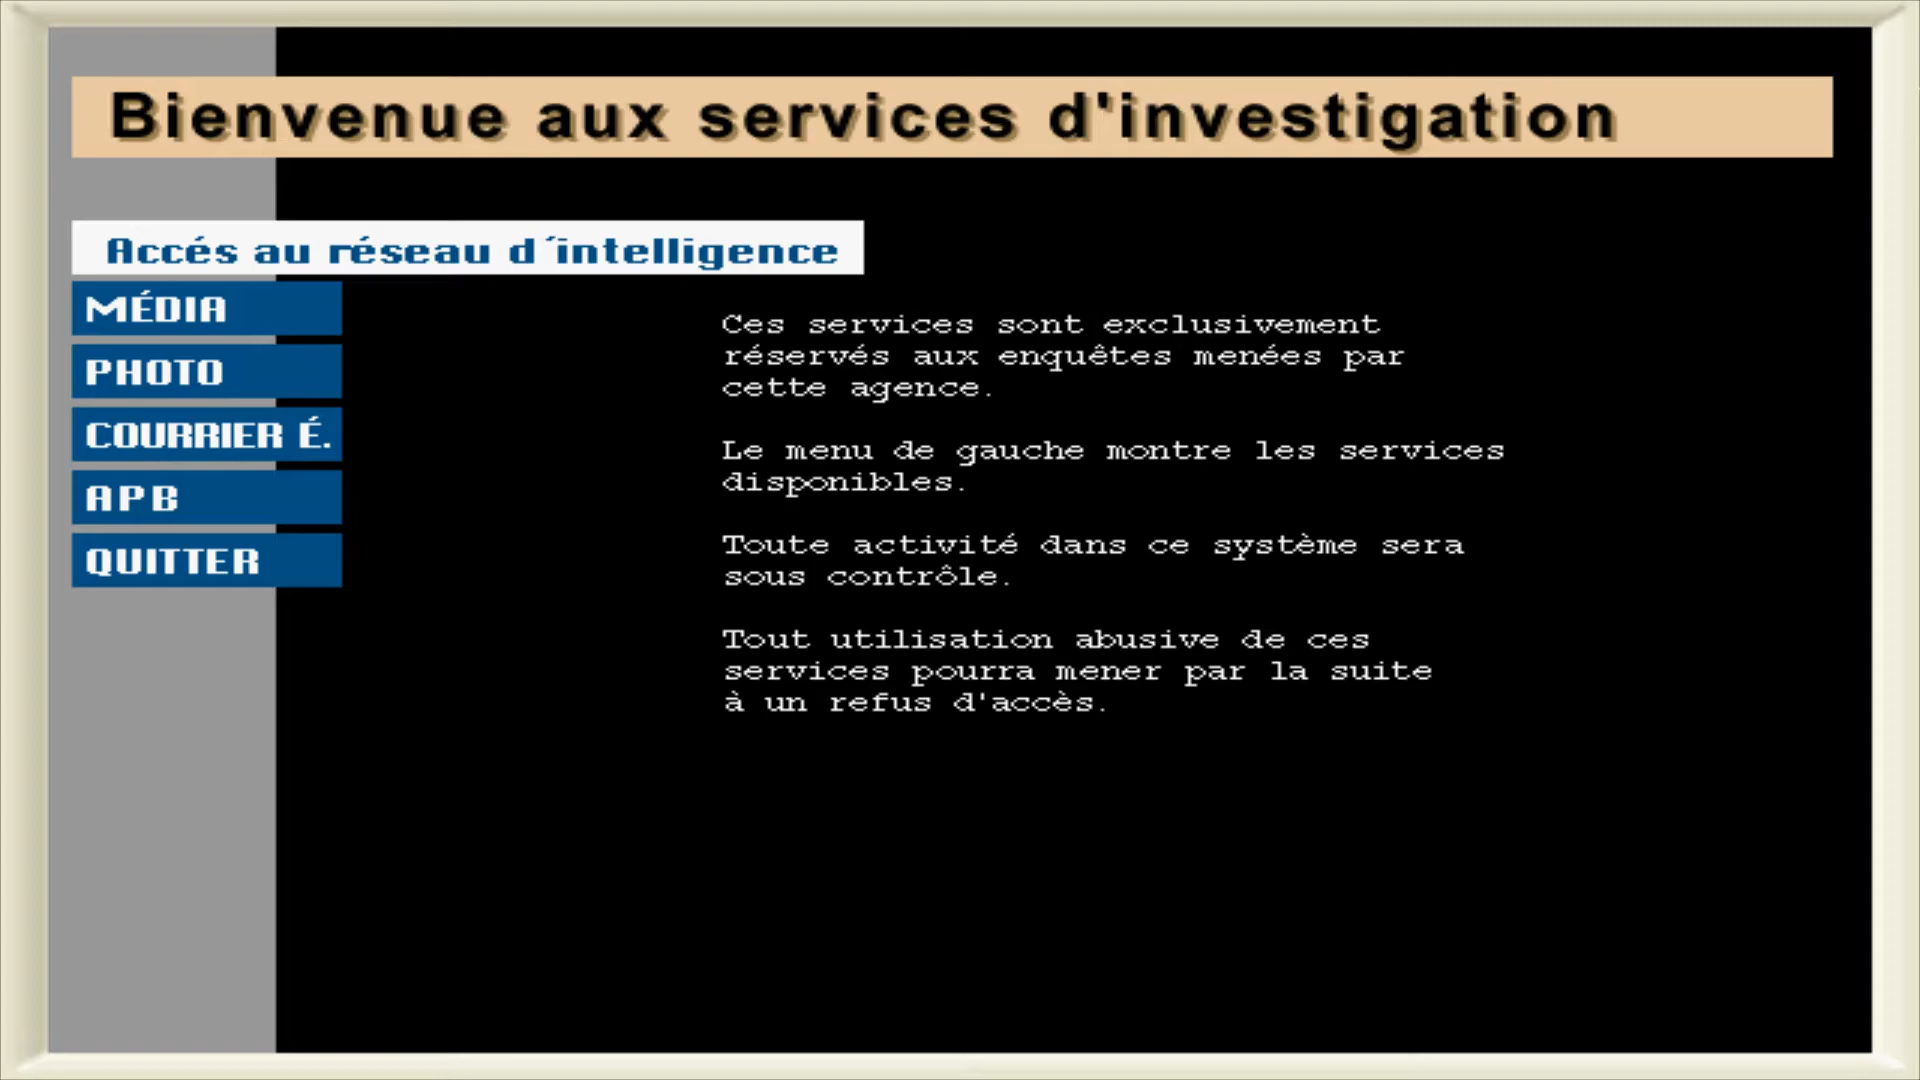 Bienvenue aux services d'investigation
Accés au réseau d´intelligence
MÉDIA
PHOTO
COURRIER É.
APB
QUITTER
Ces services sont exclusivement
réservés aux enquêtes menées par
cette agence.
Le menu de gauche montre les services
disponibles.
Toute activité dans ce système sera
sous contrôle.
Tout utilisation abusive de ces
services pourra mener par la suite
à un refus d'accès.